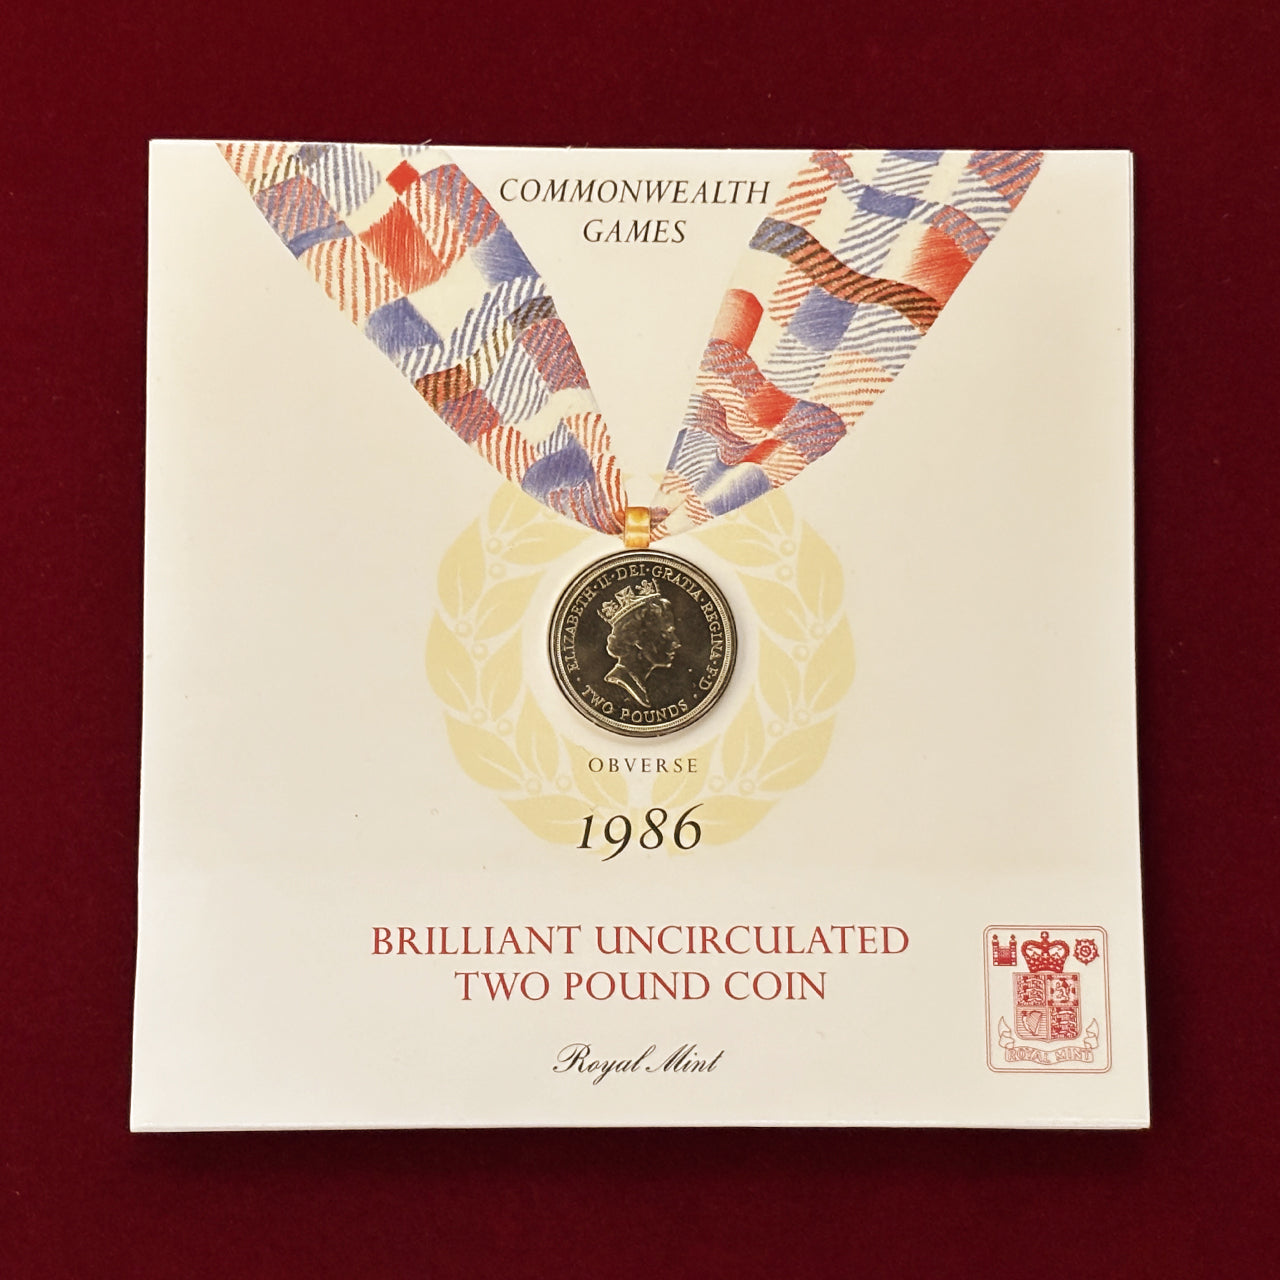 COMMONWEALTH
GAMES
ELIZABETH·II·DEI·GRATIA·REGINA·F·D
· TWO POUNDS ·
OBVERSE
1986
BRILLIANT UNCIRCULATED
TWO POUND COIN
Royal Mint
ROYAL MINT